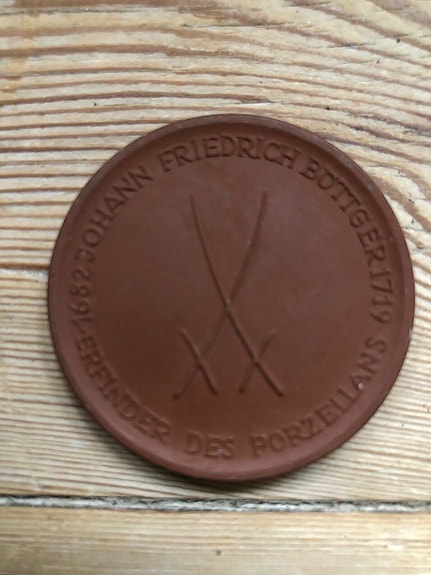 1682 JOHANN FRIEDRICH BÖTTGER 1719
ERFINDER DES PORZELLANS